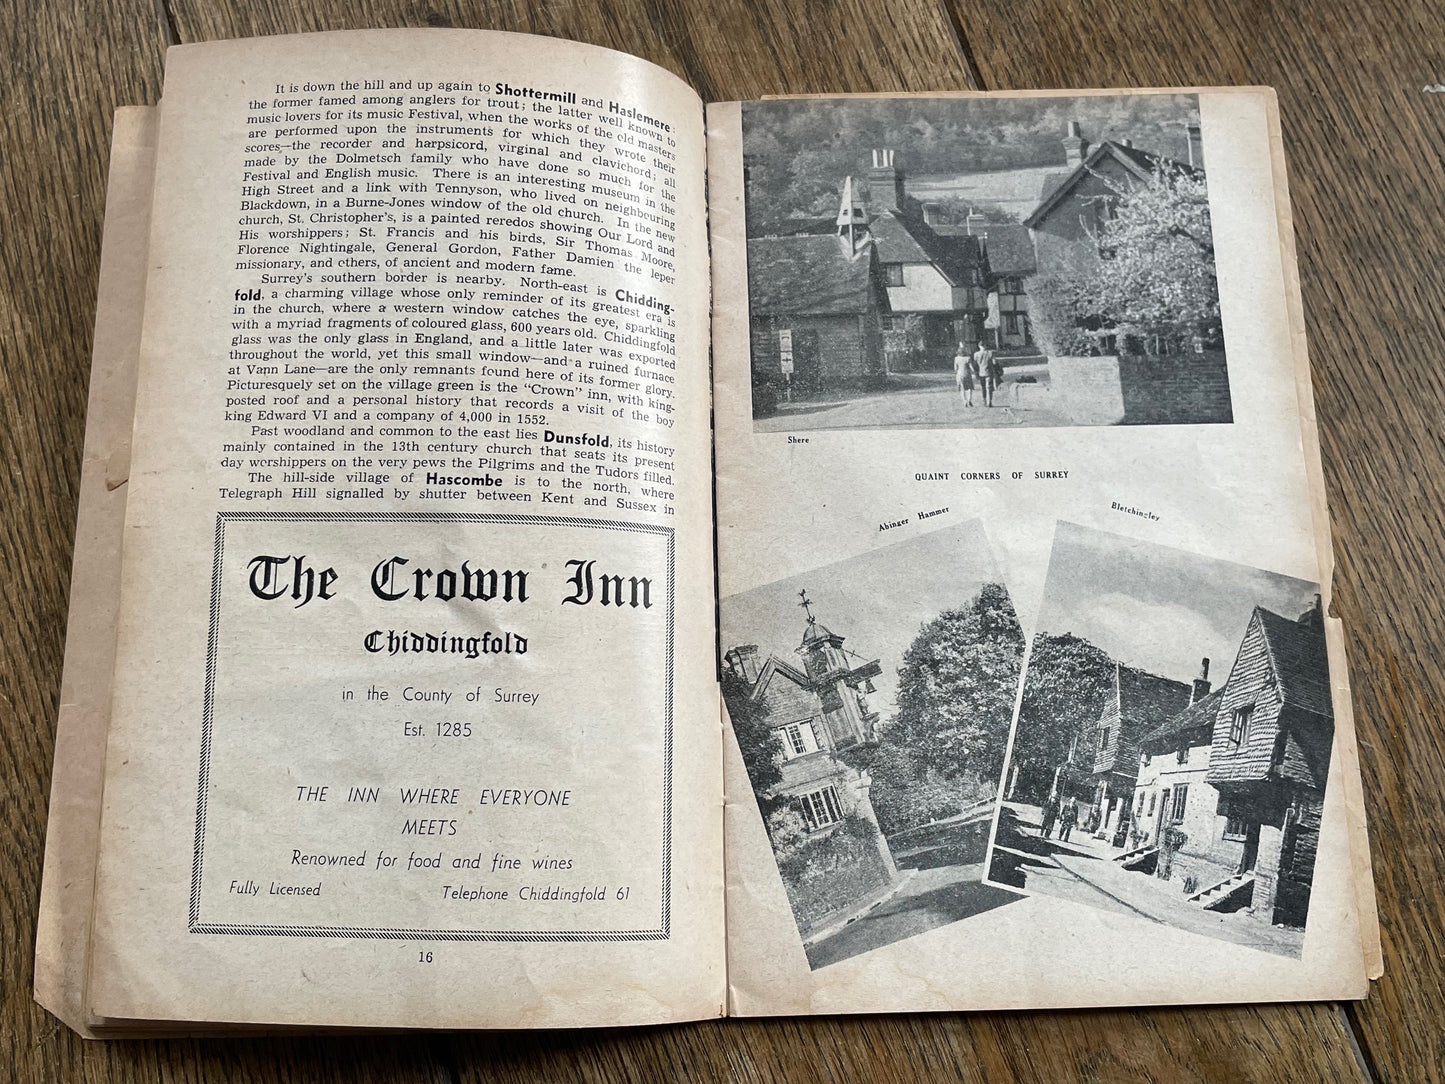 It is down the hill and up again to Shottermill and Haslemere:
the former famed among anglers for trout; the latter well known to
music lovers for its music Festival, when the works of the old masters
are performed upon the instruments for which they wrote their
scores—the recorder and harpsicord, virginal and clavichord; all
made by the Dolmetsch family who have done so much for the
Festival and English music. There is an interesting museum in the
High Street and a link with Tennyson, who lived on neighbouring
Blackdown, in a Burne-Jones window of the old church. In the new
church, St. Christopher's, is a painted reredos showing Our Lord and
His worshippers; St. Francis and his birds, Sir Thomas Moore,
Florence Nightingale, General Gordon, Father Damien the leper
missionary, and others, of ancient and modern fame.
Surrey's southern border is nearby. North-east is Chidding-
fold, a charming village whose only reminder of its greatest era is
in the church, where a western window catches the eye, sparkling
with a myriad fragments of coloured glass, 600 years old. Chiddingfold
glass was the only glass in England, and a little later was exported
throughout the world, yet this small window—and a ruined furnace
at Vann Lane—are the only remnants found here of its former glory.
Picturesquely set on the village green is the "Crown" inn, with king-
posted roof and a personal history that records a visit of the boy
king Edward VI and a company of 4,000 in 1552.
Past woodland and common to the east lies Dunsfold, its history
mainly contained in the 13th century church that seats its present
day worshippers on the very pews the Pilgrims and the Tudors filled.
The hill-side village of Hascombe is to the north, where
Telegraph Hill signalled by shutter between Kent and Sussex in
The Crown Inn
Chiddingfold
in the County of Surrey
Est. 1285
THE INN WHERE EVERYONE
MEETS
Renowned for food and fine wines
Fully Licensed Telephone Chiddingfold 61
16
Shere
QUAINT CORNERS OF SURREY
Abinger Hammer
Bletchingley